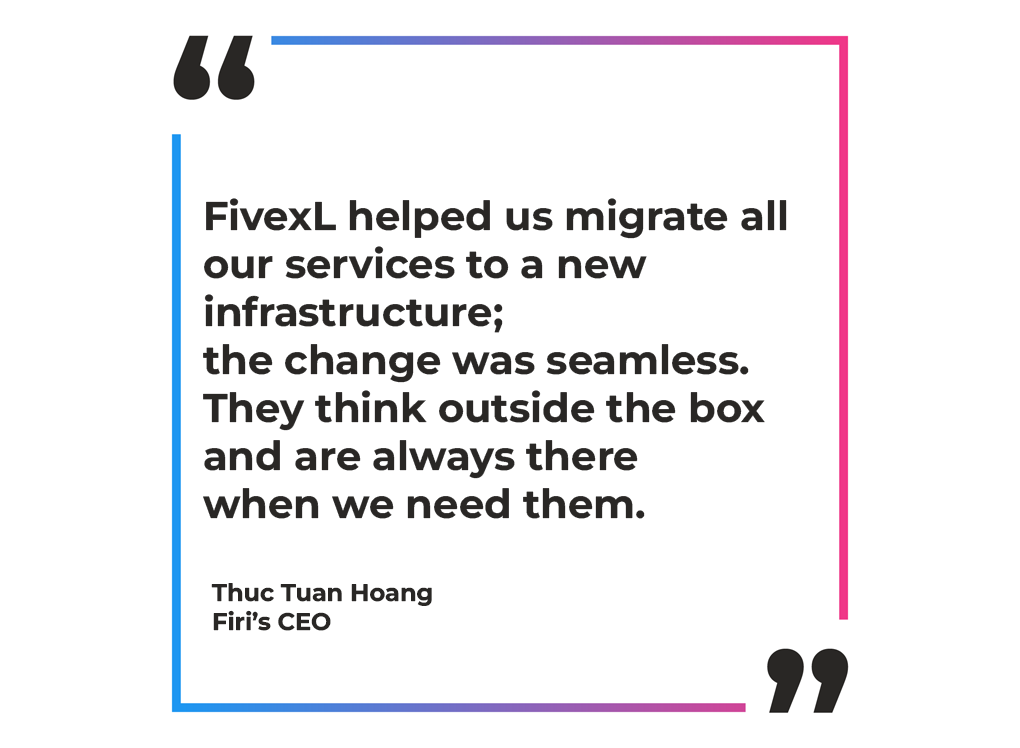 “
FivexL helped us migrate all
our services to a new
infrastructure;
the change was seamless.
They think outside the box
and are always there
when we need them.
Thuc Tuan Hoang
Firi’s CEO
”